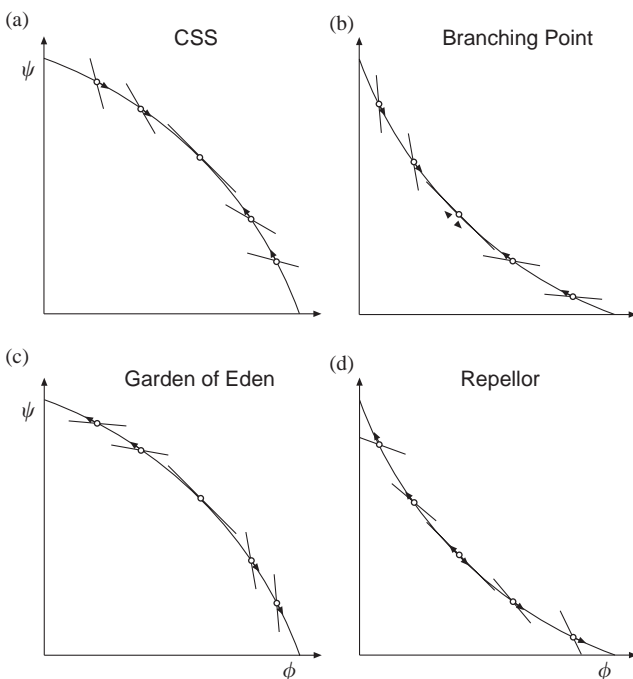 (a) CSS
ψ
(b) Branching Point
(c) Garden of Eden
ψ
ϕ
(d) Repellor
ϕ